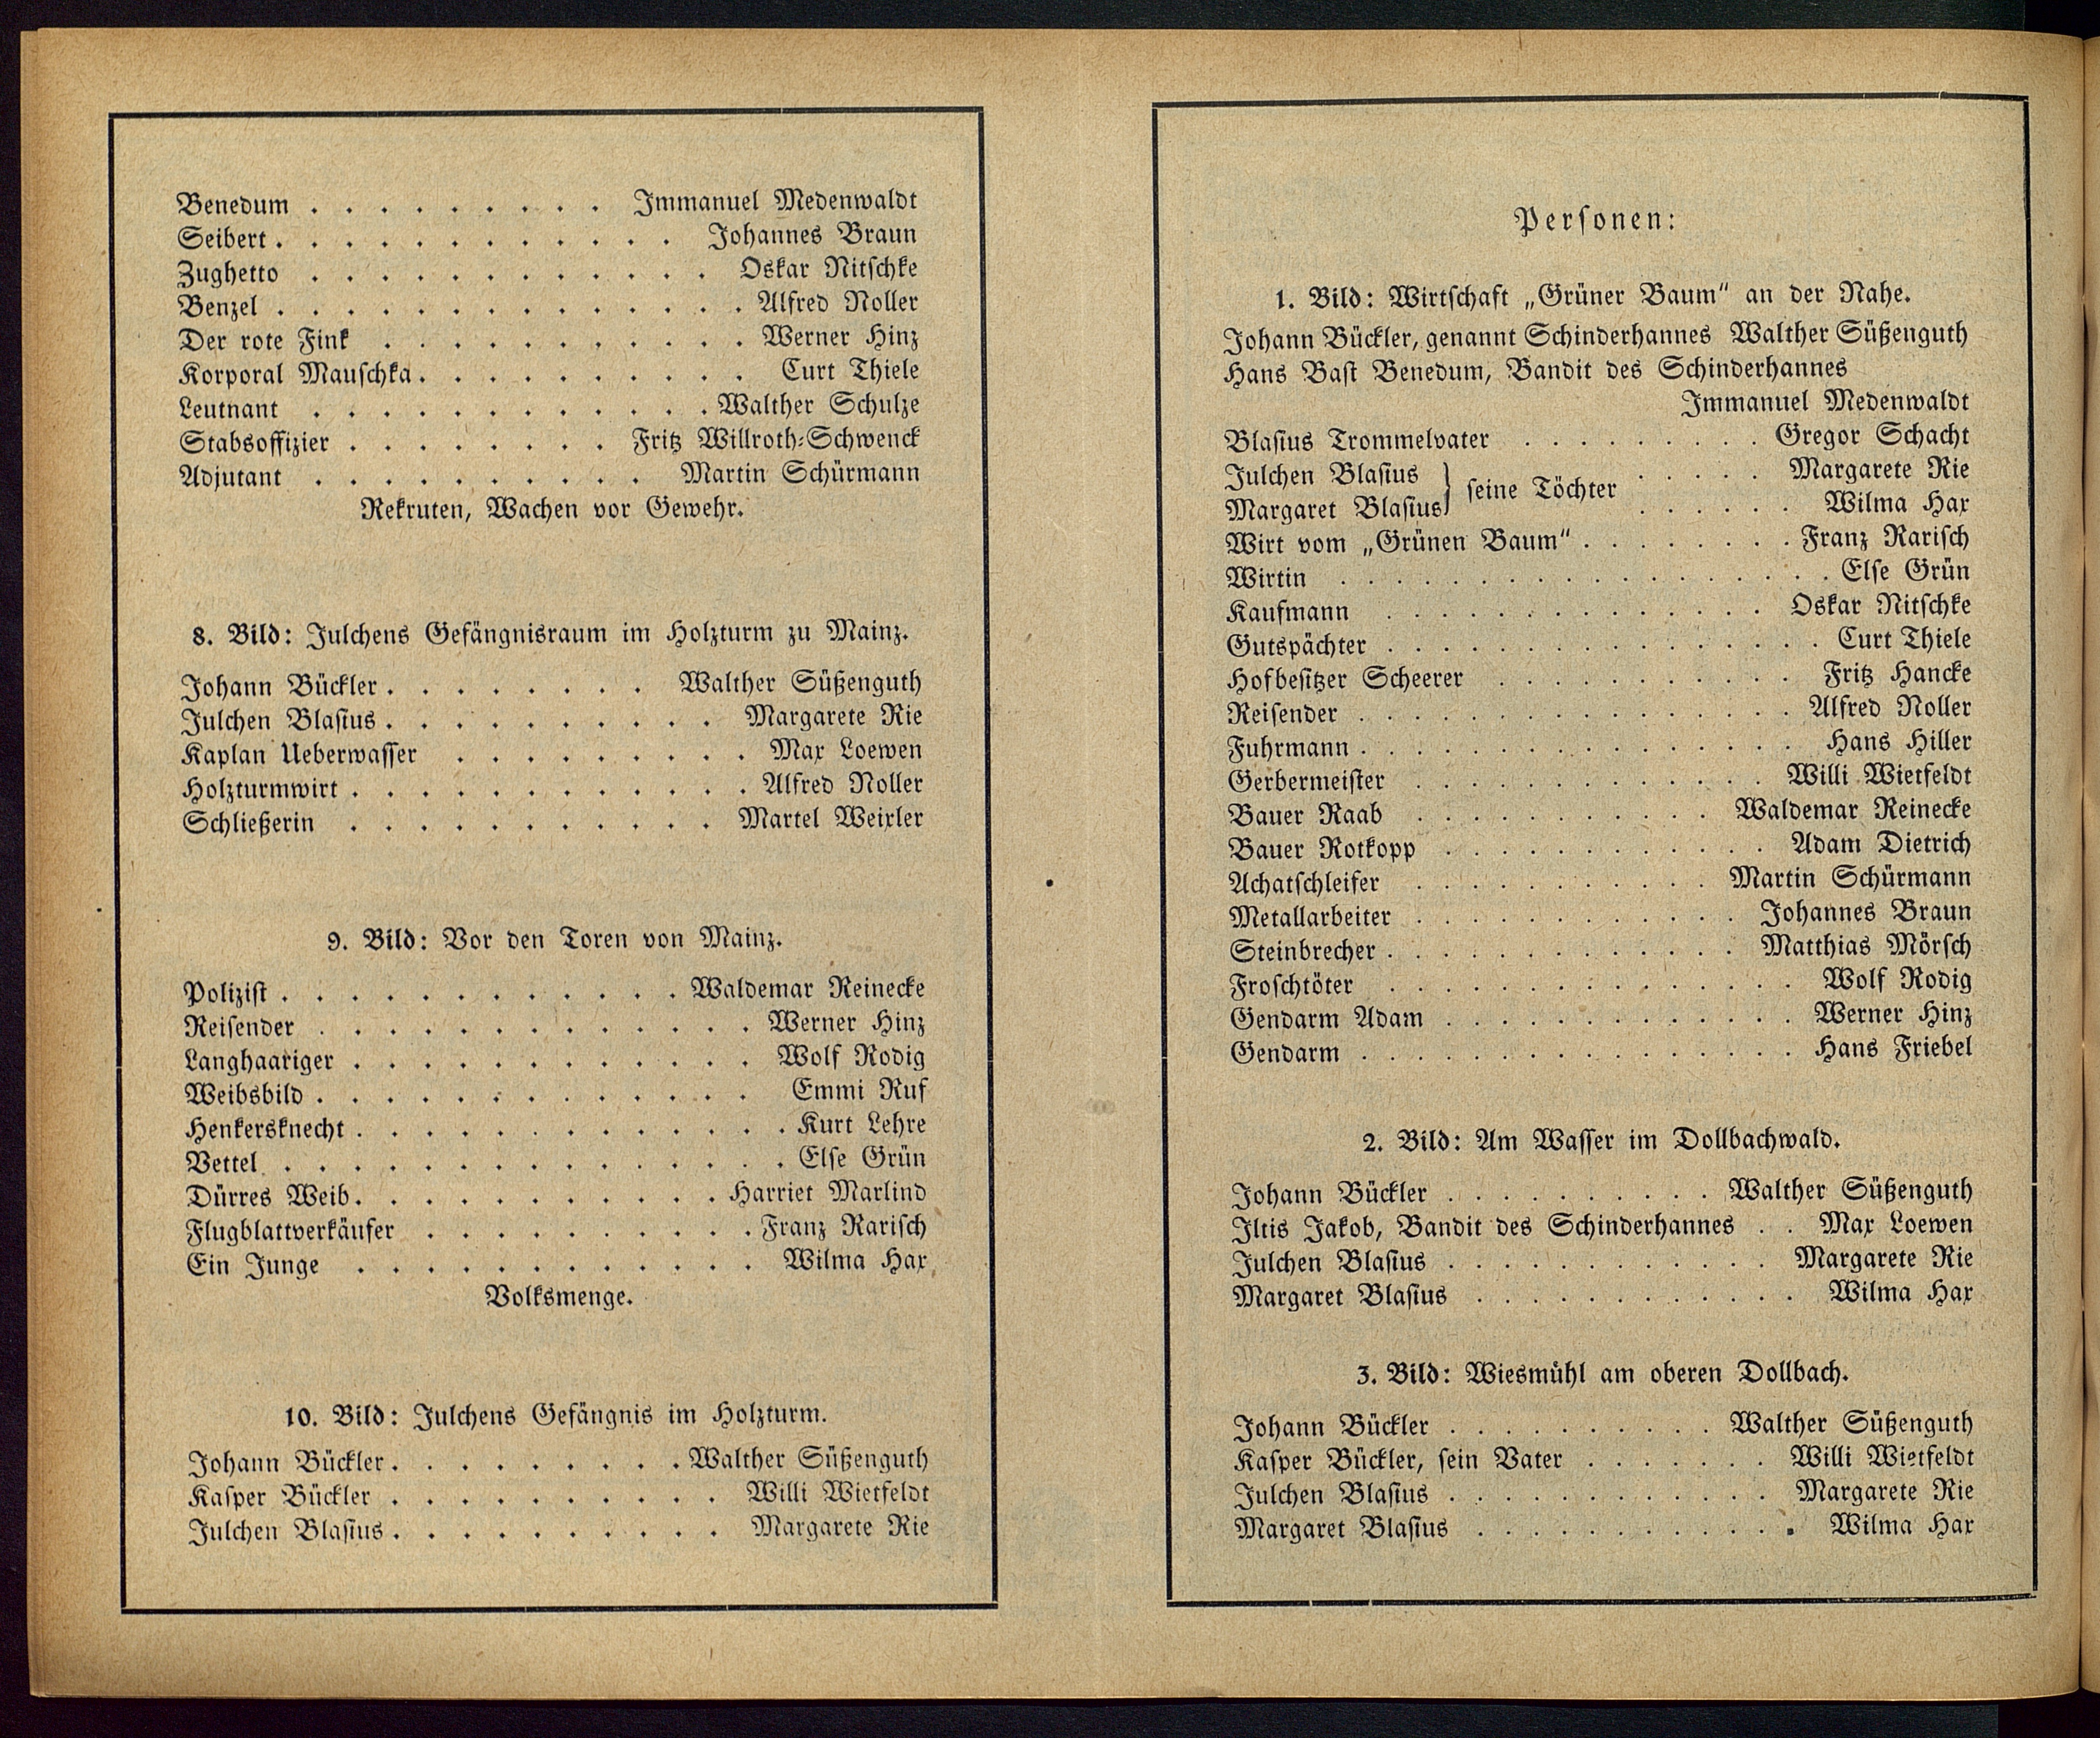 Benedum . . . . . . . . . Immanuel Medenwaldt
Seibert . . . . . . . . . . . . Johannes Braun
Zughetto . . . . . . . . . . . . Oskar Nitschke
Benzel . . . . . . . . . . . . . . Alfred Noller
Der rote Fink . . . . . . . . . . . Werner Hinz
Korporal Mauschka . . . . . . . . . . Curt Thiele
Leutnant . . . . . . . . . . . . Walther Schulze
Stabsoffizier . . . . . . . . Fritz Willroth-Schwenck
Adjutant . . . . . . . . . . Martin Schürmann
Rekruten, Wachen vor Gewehr.
8. Bild: Julchens Gefängnisraum im Holzturm zu Mainz.
Johann Bückler . . . . . . . . Walther Süßenguth
Julchen Blasius . . . . . . . . . . Margarete Rie
Kaplan Ueberwasser . . . . . . . . . Max Loewen
Holzturmwirt . . . . . . . . . . . . Alfred Noller
Schließerin . . . . . . . . . . . Martel Weixler
9. Bild: Vor den Toren von Mainz.
Polizist . . . . . . . . . . . . Waldemar Reinecke
Reisender . . . . . . . . . . . . . Werner Hinz
Langhaariger . . . . . . . . . . . . Wolf Rodig
Weibsbild . . . . . . . . . . . . . Emmi Ruf
Henkersknecht . . . . . . . . . . . . . Kurt Lehre
Vettel . . . . . . . . . . . . . . . Else Grün
Dürres Weib . . . . . . . . . . . Harriet Marlind
Flugblattverkäufer . . . . . . . . . . Franz Rarisch
Ein Junge . . . . . . . . . . . . Wilma Hax
Volksmenge.
10. Bild: Julchens Gefängnis im Holzturm.
Johann Bückler . . . . . . . . . Walther Süßenguth
Kasper Bückler . . . . . . . . . . Willi Wietfeldt
Julchen Blasius . . . . . . . . . . Margarete Rie
Personen:
1. Bild: Wirtschaft „Grüner Baum“ an der Nahe.
Johann Bückler, genannt Schinderhannes Walther Süßenguth
Hans Bast Benedum, Bandit des Schinderhannes
Immanuel Medenwaldt
Blasius Trommelvater . . . . . . . . . Gregor Schacht
Julchen Blasius } seine Töchter . . . . . Margarete Rie
Margaret Blasius } . . . . . . Wilma Hax
Wirt vom „Grünen Baum“ . . . . . . . . Franz Rarisch
Wirtin . . . . . . . . . . . . . . . . . . Else Grün
Kaufmann . . . . . . . . . . . . . . Oskar Nitschke
Gutspächter . . . . . . . . . . . . . . . . Curt Thiele
Hofbesitzer Scheerer . . . . . . . . . . . Fritz Hancke
Reisender . . . . . . . . . . . . . . . . Alfred Noller
Fuhrmann . . . . . . . . . . . . . . . . Hans Hiller
Gerbermeister . . . . . . . . . . . . . Willi Wietfeldt
Bauer Raab . . . . . . . . . . . Waldemar Reinecke
Bauer Rotkopp . . . . . . . . . . . . Adam Dietrich
Achatschleifer . . . . . . . . . . . Martin Schürmann
Metallarbeiter . . . . . . . . . . . . Johannes Braun
Steinbrecher . . . . . . . . . . . . . Matthias Mörsch
Froschtöter . . . . . . . . . . . . . . . Wolf Rodig
Gendarm Adam . . . . . . . . . . . . . Werner Hinz
Gendarm . . . . . . . . . . . . . . . . Hans Friebel
2. Bild: Am Wasser im Dollbachwald.
Johann Bückler . . . . . . . . . . Walther Süßenguth
Iltis Jakob, Bandit des Schinderhannes . . Max Loewen
Julchen Blasius . . . . . . . . . . . . Margarete Rie
Margaret Blasius . . . . . . . . . . . . Wilma Hax
3. Bild: Wiesmühl am oberen Dollbach.
Johann Bückler . . . . . . . . . . Walther Süßenguth
Kasper Bückler, sein Vater . . . . . . . Willi Wietfeldt
Julchen Blasius . . . . . . . . . . . . Margarete Rie
Margaret Blasius . . . . . . . . . . . . Wilma Hax